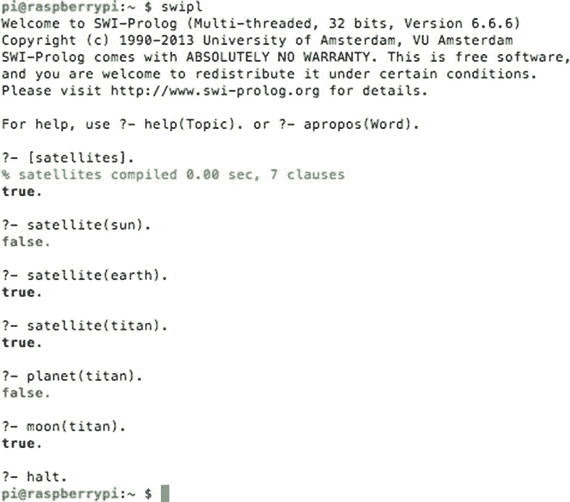 pi@raspberrypi:~ $ swipl
Welcome to SWI-Prolog (Multi-threaded, 32 bits, Version 6.6.6)
Copyright (c) 1990-2013 University of Amsterdam, VU Amsterdam
SWI-Prolog comes with ABSOLUTELY NO WARRANTY. This is free software,
and you are welcome to redistribute it under certain conditions.
Please visit http://www.swi-prolog.org for details.
For help, use ?- help(Topic). or ?- apropos(Word).
?- [satellites].
% satellites compiled 0.00 sec, 7 clauses
true.
?- satellite(sun).
false.
?- satellite(earth).
true.
?- satellite(titan).
true.
?- planet(titan).
false.
?- moon(titan).
true.
?- halt.
pi@raspberrypi:~ $